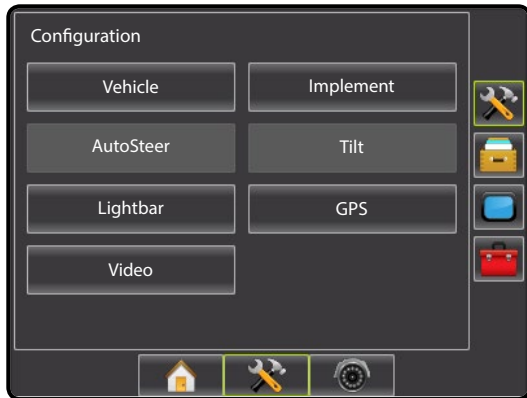 Configuration
Vehicle
Implement
AutoSteer
Tilt
Lightbar
GPS
Video